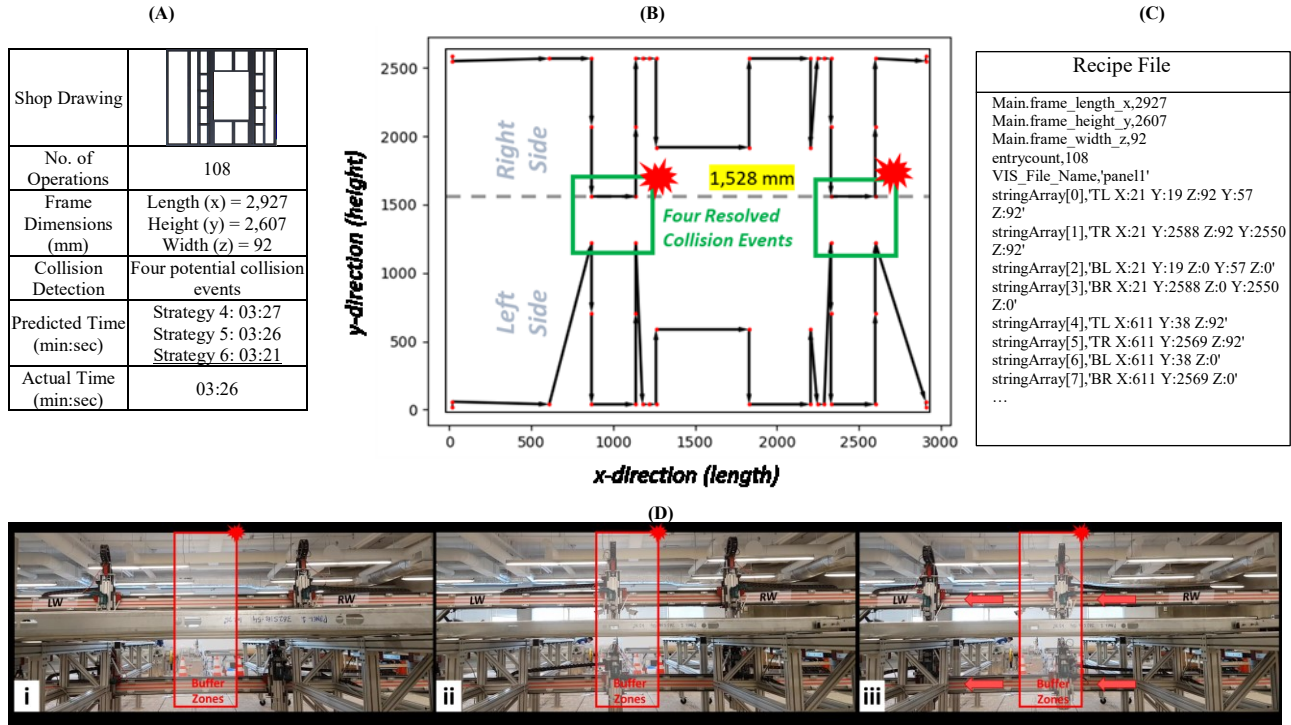 (A)
Shop Drawing
No. of
Operations
108
Frame
Dimensions
(mm)
Length (x) = 2,927
Height (y) = 2,607
Width (z) = 92
Collision
Detection
Four potential collision
events
Predicted Time
(min:sec)
Strategy 4: 03:27
Strategy 5: 03:26
Strategy 6: 03:21
Actual Time
(min:sec)
03:26
(B)
y-direction (height)
2500
2000
1500
1000
500
0
Right
Side
Left
Side
1,528 mm
Four Resolved
Collision Events
0
500
1000
1500
2000
2500
3000
x-direction (length)
(C)
Recipe File
Main.frame_length_x,2927
Main.frame_height_y,2607
Main.frame_width_z,92
entrycount,108
VIS_File_Name,'panel1'
stringArray[0],'TL X:21 Y:19 Z:92 Y:57
Z:92'
stringArray[1],'TR X:21 Y:2588 Z:92 Y:2550
Z:92'
stringArray[2],'BL X:21 Y:19 Z:0 Y:57 Z:0'
stringArray[3],'BR X:21 Y:2588 Z:0 Y:2550
Z:0'
stringArray[4],'TL X:611 Y:38 Z:92'
stringArray[5],'TR X:611 Y:2569 Z:92'
stringArray[6],'BL X:611 Y:38 Z:0'
stringArray[7],'BR X:611 Y:2569 Z:0'
…
(D)
LW
RW
Buffer
Zones
i
LW
RW
Buffer
Zones
ii
LW
RW
Buffer
Zones
iii